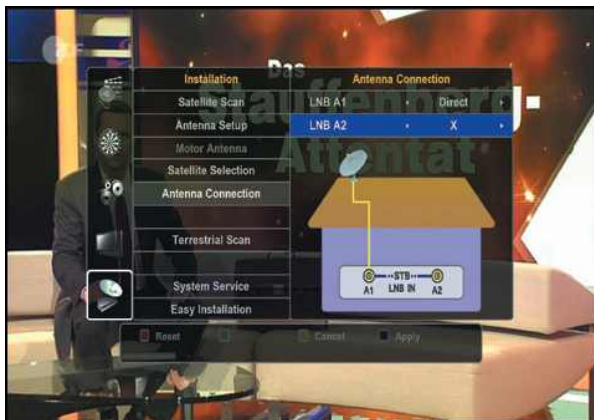 Das
Stauffenberg-
Attentat
Installation
Satellite Scan
Antenna Setup
Motor Antenna
Satellite Selection
Antenna Connection
Terrestrial Scan
System Service
Easy Installation
Antenna Connection
LNB A1 Direct
LNB A2 X
STB
A1 LNB IN A2
Reset Cancel Apply